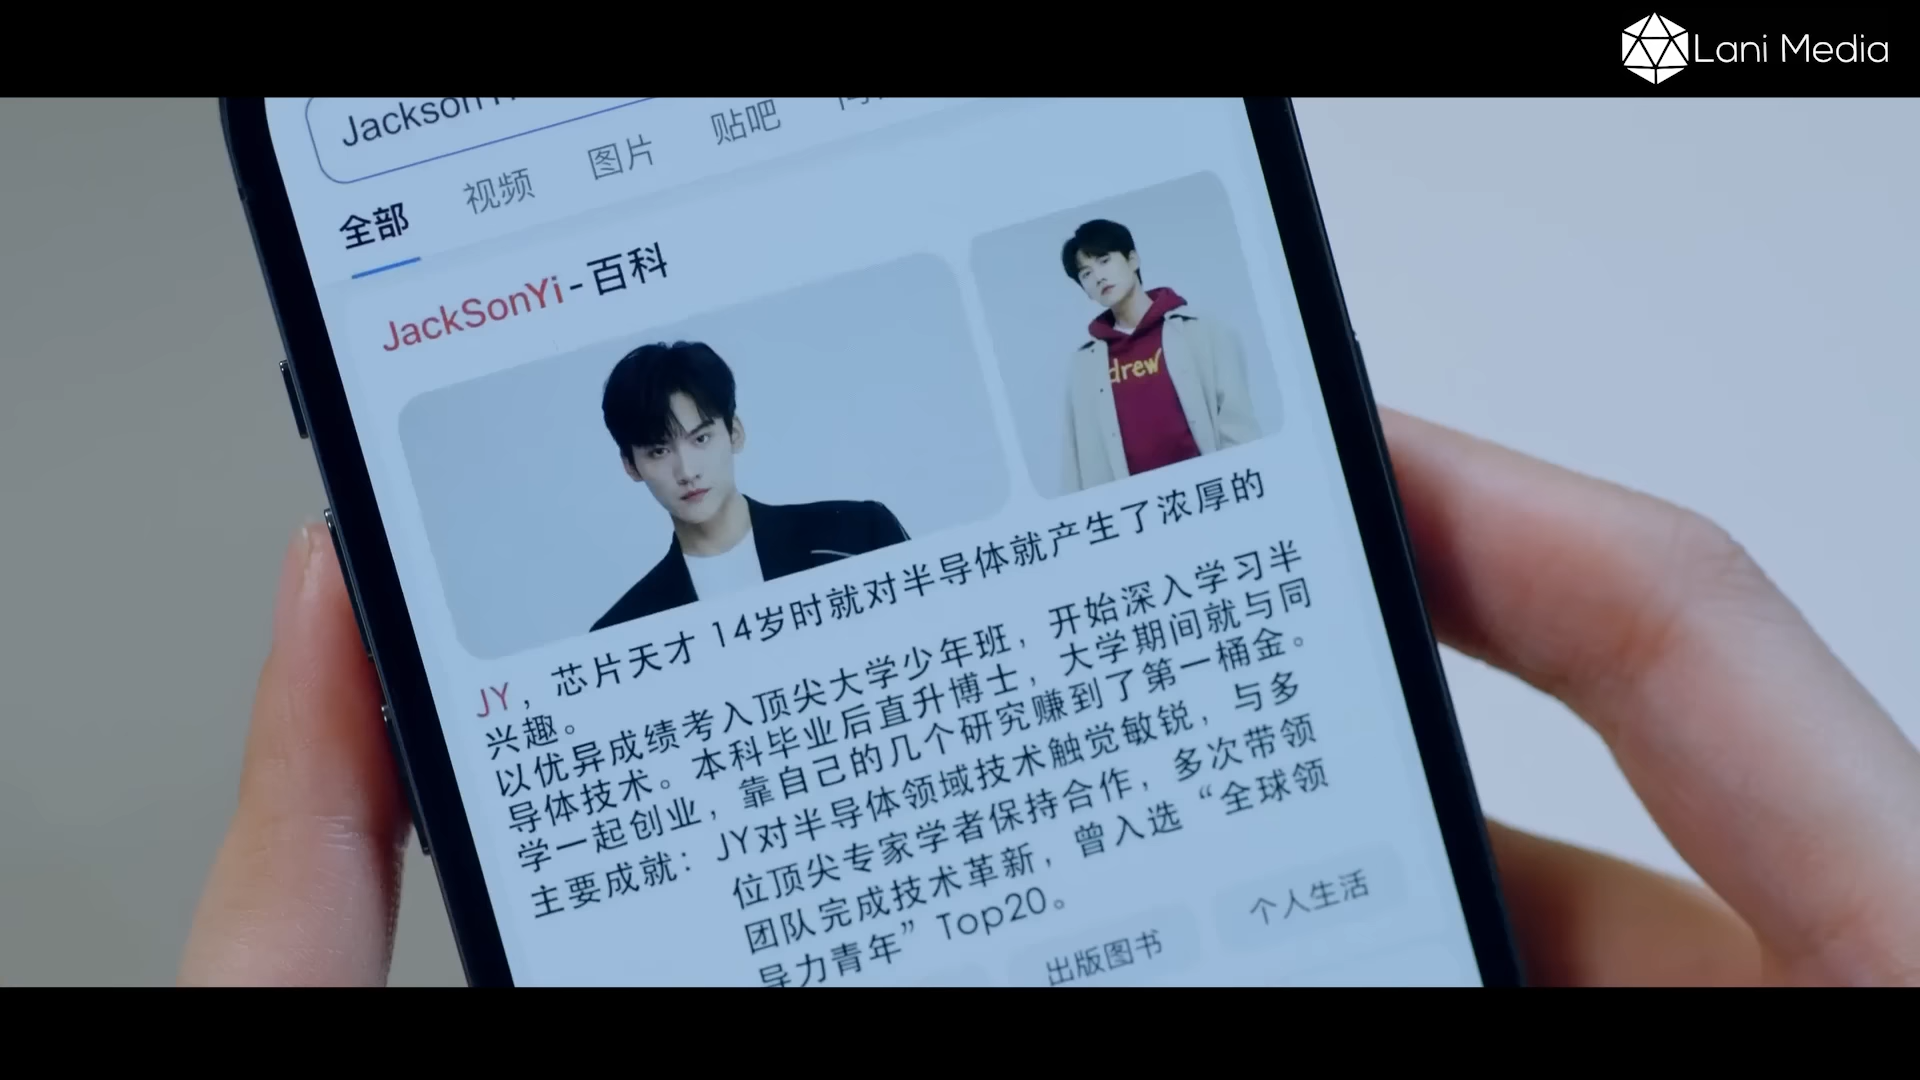 Lani Media
Jackson
全部 视频 图片 贴吧
JackSonYi-百科
drew
JY，芯片天才 14岁时就对半导体就产生了浓厚的
兴趣。
以优异成绩考入顶尖大学少年班，开始深入学习半
导体技术。本科毕业后直升博士，大学期间就与同
学一起创业，靠自己的几个研究赚到了第一桶金。
主要成就：JY对半导体领域技术触觉敏锐，与多
位顶尖专家学者保持合作，多次带领
团队完成技术革新，曾入选“全球领
导力青年”Top20。
出版图书 个人生活